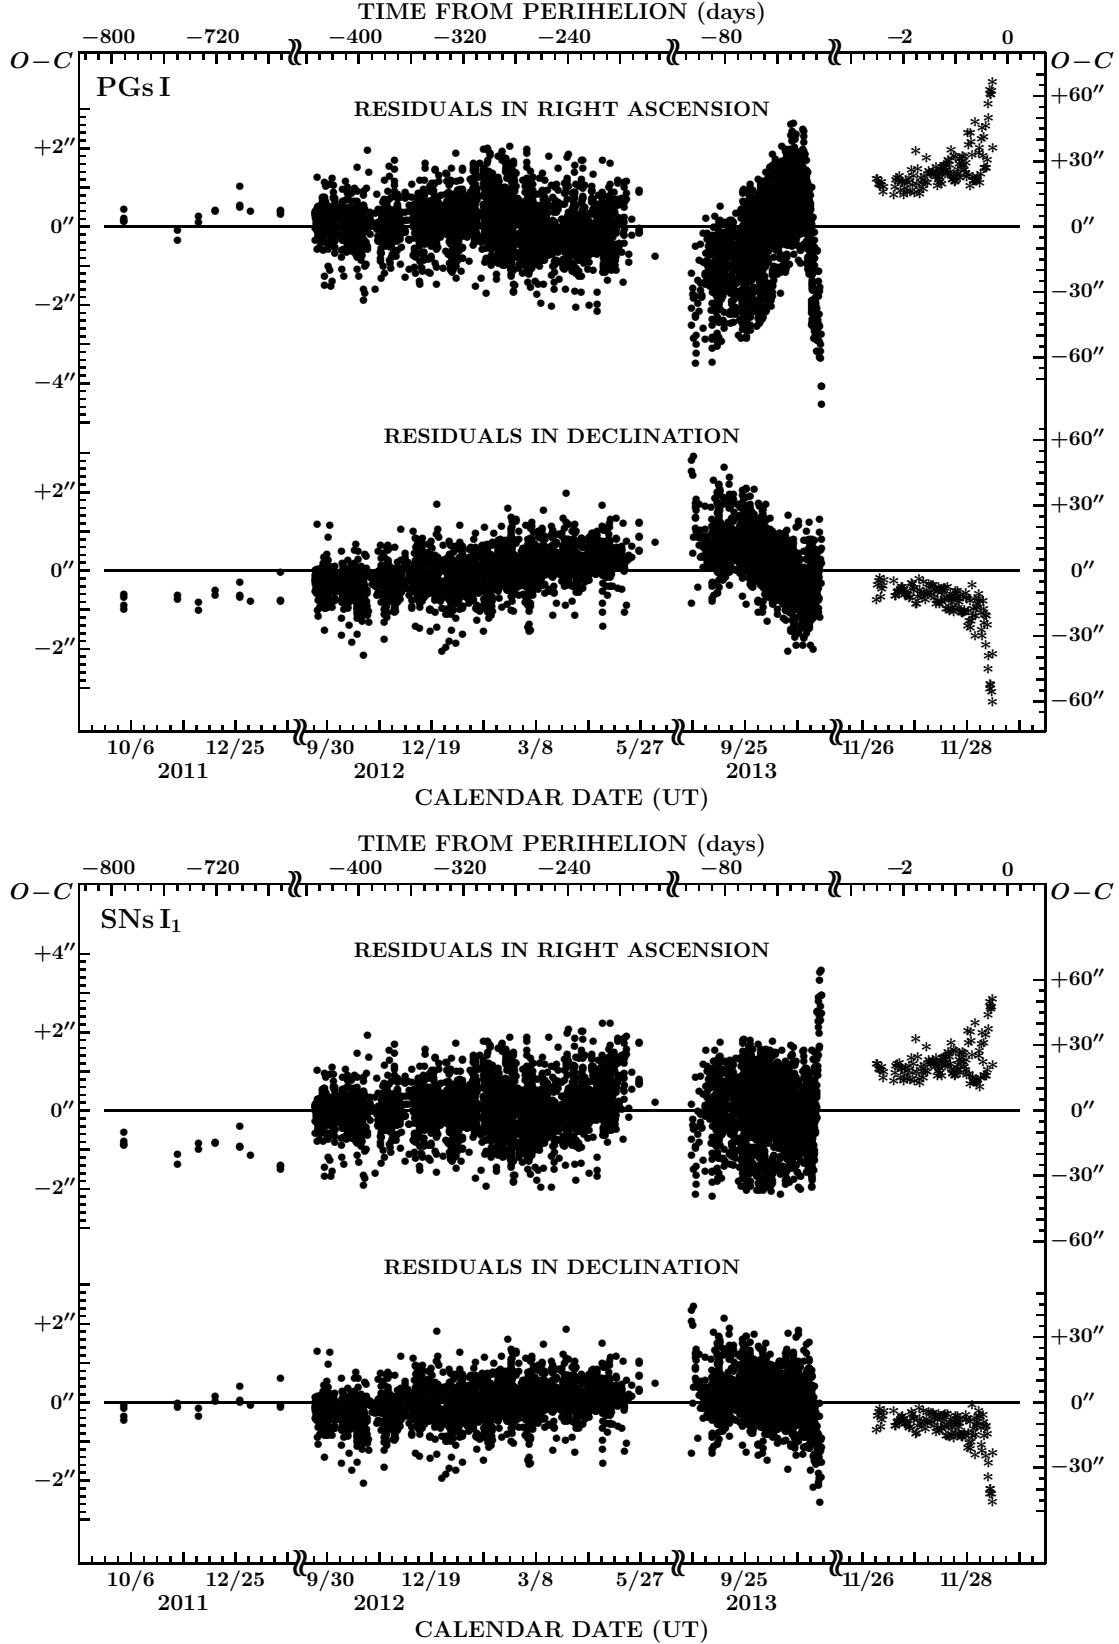 TIME FROM PERIHELION (days)
−800 −720 −400 −320 −240 −80 −2 0
O−C O−C
PGs I
RESIDUALS IN RIGHT ASCENSION
+2″ 0″ −2″ −4″
+60″ +30″ 0″ −30″ −60″
RESIDUALS IN DECLINATION
+2″ 0″ −2″
+60″ +30″ 0″ −30″ −60″
10/6 12/25 9/30 12/19 3/8 5/27 9/25 11/26 11/28
2011 2012 2013
CALENDAR DATE (UT)
TIME FROM PERIHELION (days)
−800 −720 −400 −320 −240 −80 −2 0
O−C O−C
SNs I₁
RESIDUALS IN RIGHT ASCENSION
+4″ +2″ 0″ −2″
+60″ +30″ 0″ −30″ −60″
RESIDUALS IN DECLINATION
+2″ 0″ −2″
+30″ 0″ −30″
10/6 12/25 9/30 12/19 3/8 5/27 9/25 11/26 11/28
2011 2012 2013
CALENDAR DATE (UT)